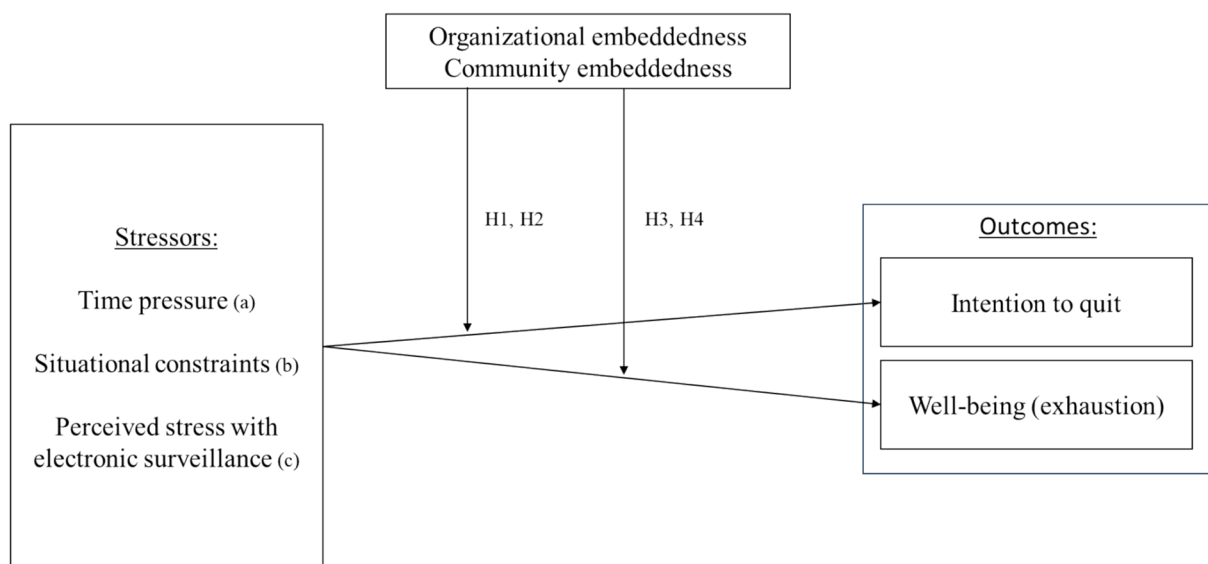 Organizational embeddedness
Community embeddedness
H1, H2
H3, H4
Stressors:
Time pressure (a)
Situational constraints (b)
Perceived stress with
electronic surveillance (c)
Outcomes:
Intention to quit
Well-being (exhaustion)